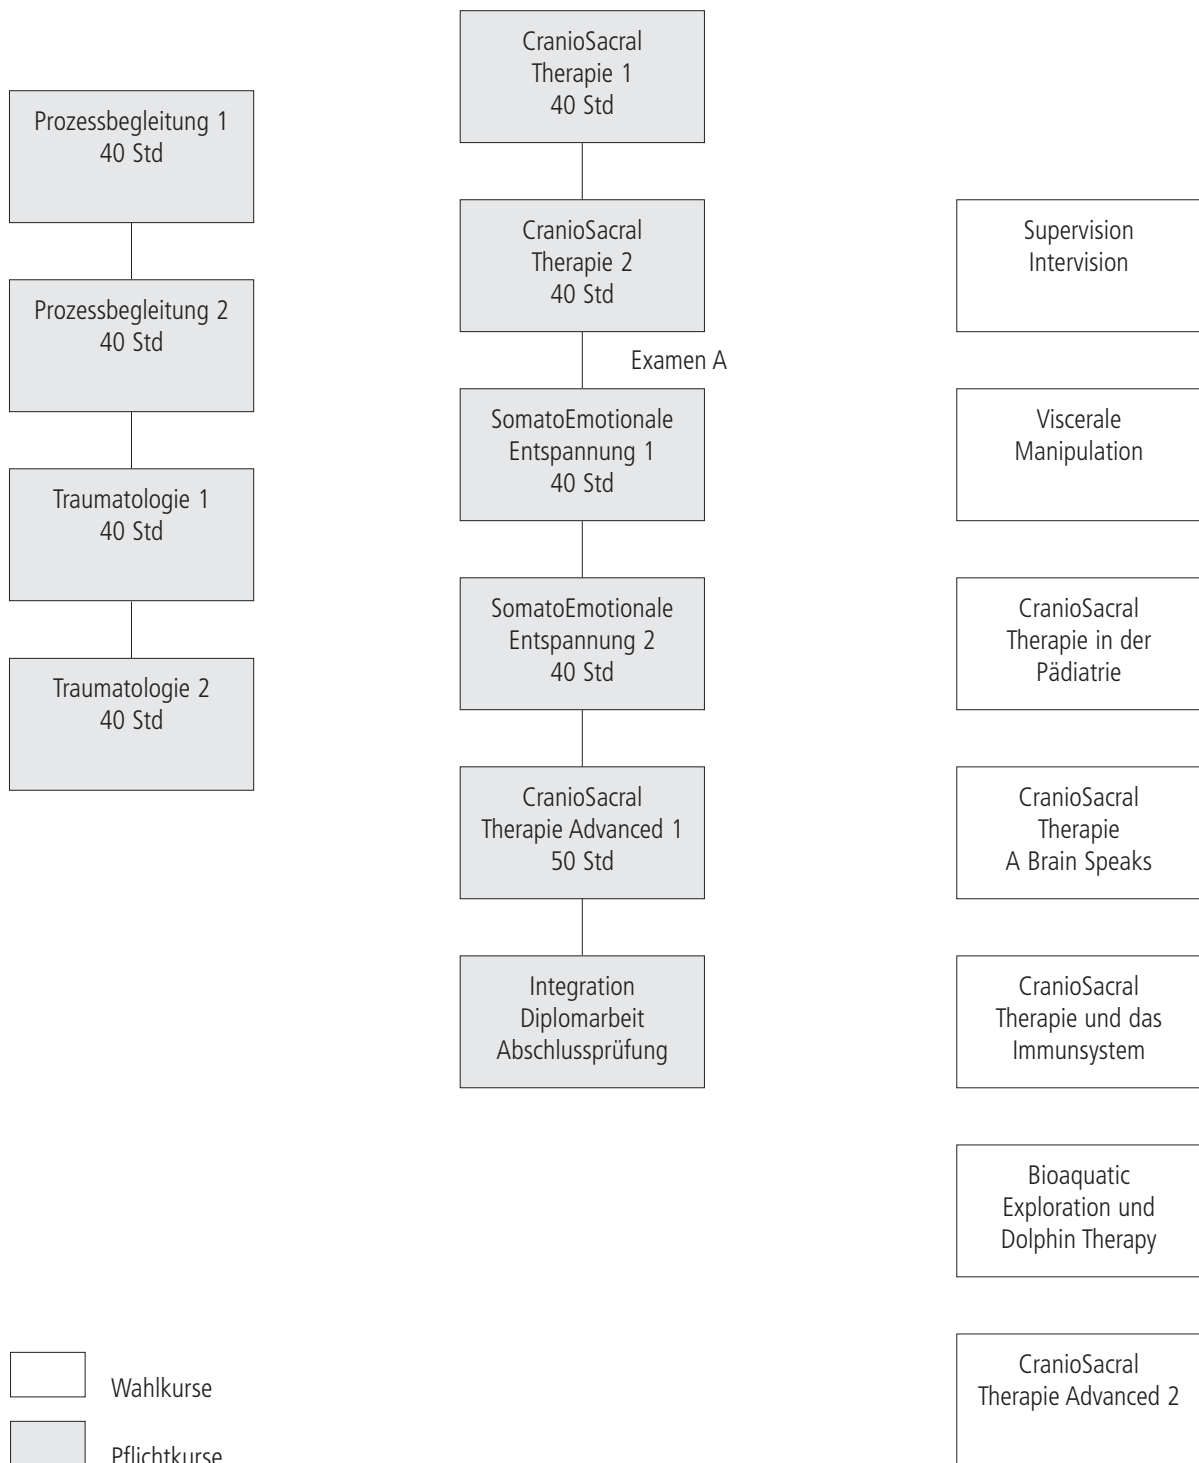 Prozessbegleitung 1
40 Std
Prozessbegleitung 2
40 Std
Traumatologie 1
40 Std
Traumatologie 2
40 Std
CranioSacral
Therapie 1
40 Std
CranioSacral
Therapie 2
40 Std
Examen A
SomatoEmotionale
Entspannung 1
40 Std
SomatoEmotionale
Entspannung 2
40 Std
CranioSacral
Therapie Advanced 1
50 Std
Integration
Diplomarbeit
Abschlussprüfung
Supervision
Intervision
Viscerale
Manipulation
CranioSacral
Therapie in der
Pädiatrie
CranioSacral
Therapie
A Brain Speaks
CranioSacral
Therapie und das
Immunsystem
Bioaquatic
Exploration und
Dolphin Therapy
CranioSacral
Therapie Advanced 2
Wahlkurse
Pflichtkurse